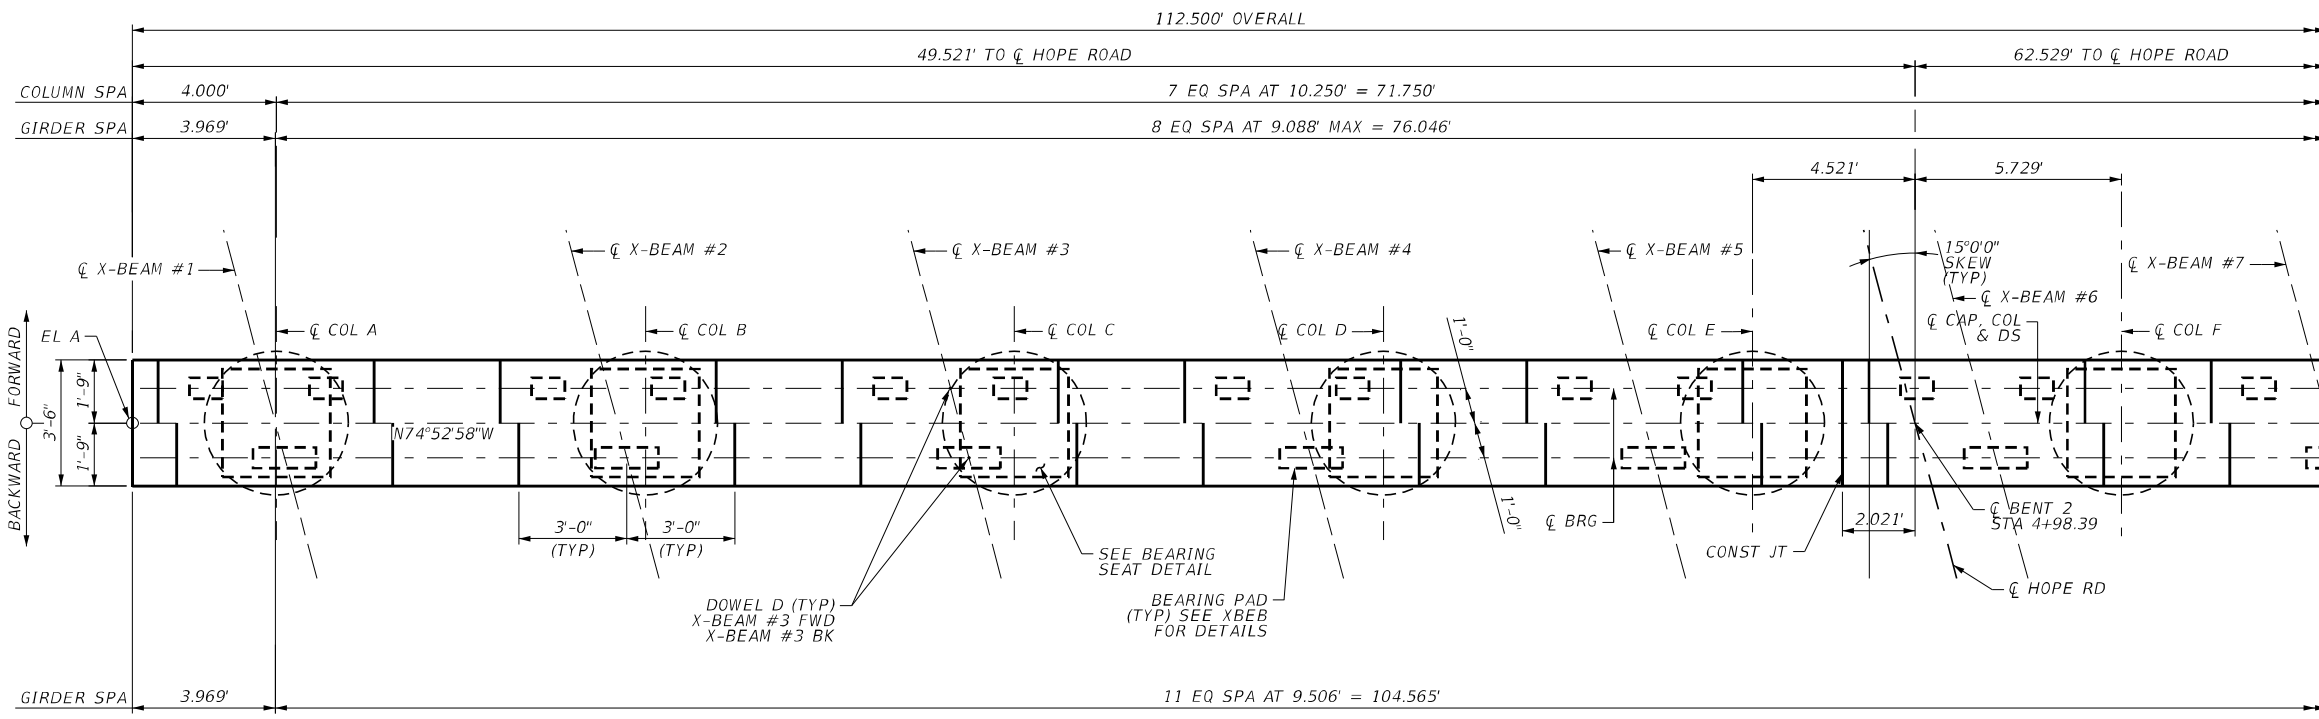 112.500' OVERALL
49.521' TO ℄ HOPE ROAD
62.529' TO ℄ HOPE ROAD
COLUMN SPA
4.000'
7 EQ SPA AT 10.250' = 71.750'
GIRDER SPA
3.969'
8 EQ SPA AT 9.088' MAX = 76.046'
4.521'
5.729'
℄ X-BEAM #1
℄ X-BEAM #2
℄ X-BEAM #3
℄ X-BEAM #4
℄ X-BEAM #5
15°0'0"
SKEW
(TYP)
℄ X-BEAM #7
℄ X-BEAM #6
FORWARD
BACKWARD
EL A
℄ COL A
℄ COL B
℄ COL C
℄ COL D
℄ COL E
℄ CAP, COL
& DS
℄ COL F
1'-0"
1'-0"
3'-6"
1'-9"
1'-9"
N74°52'58"W
3'-0"
(TYP)
3'-0"
(TYP)
SEE BEARING
SEAT DETAIL
℄ BRG
CONST JT
2.021'
℄ BENT 2
STA 4+98.39
℄ HOPE RD
DOWEL D (TYP)
X-BEAM #3 FWD
X-BEAM #3 BK
BEARING PAD
(TYP) SEE XBEB
FOR DETAILS
GIRDER SPA
3.969'
11 EQ SPA AT 9.506' = 104.565'